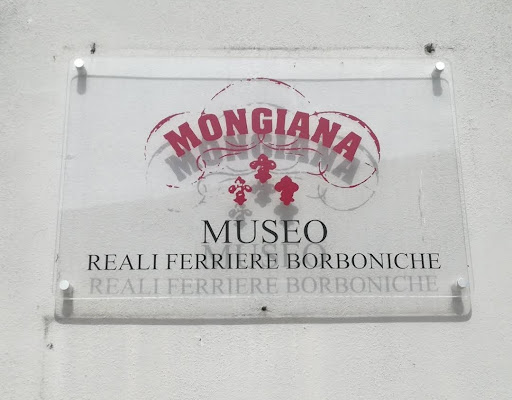 MONGIANA
MUSEO
REALI FERRIERE BORBONICHE